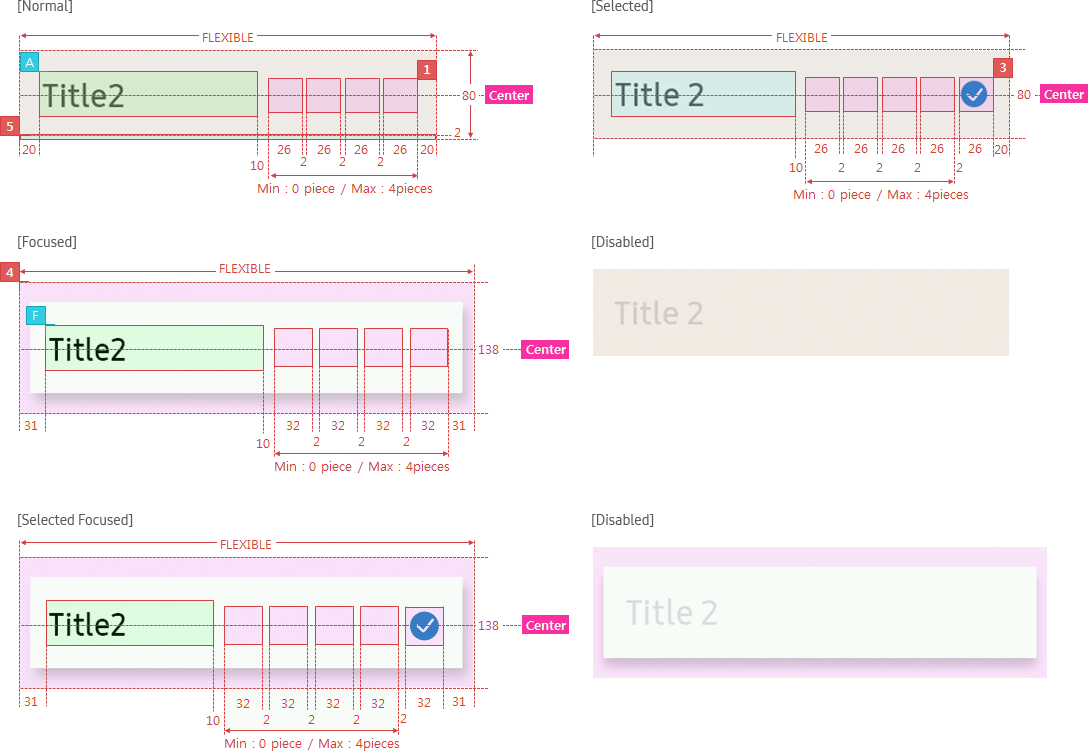 [Normal]
FLEXIBLE
A
1
Title2
80
Center
5
2
20
10
26
2
26
2
26
2
26
20
Min : 0 piece / Max : 4pieces
[Selected]
FLEXIBLE
3
Title 2
80
Center
10
26
2
26
2
26
2
26
2
26
20
Min : 0 piece / Max : 4pieces
[Focused]
4
FLEXIBLE
F
Title2
138
Center
31
10
32
2
32
2
32
2
32
31
Min : 0 piece / Max : 4pieces
[Disabled]
Title 2
[Selected Focused]
FLEXIBLE
Title2
138
Center
31
10
32
2
32
2
32
2
32
2
32
31
Min : 0 piece / Max : 4pieces
[Disabled]
Title 2